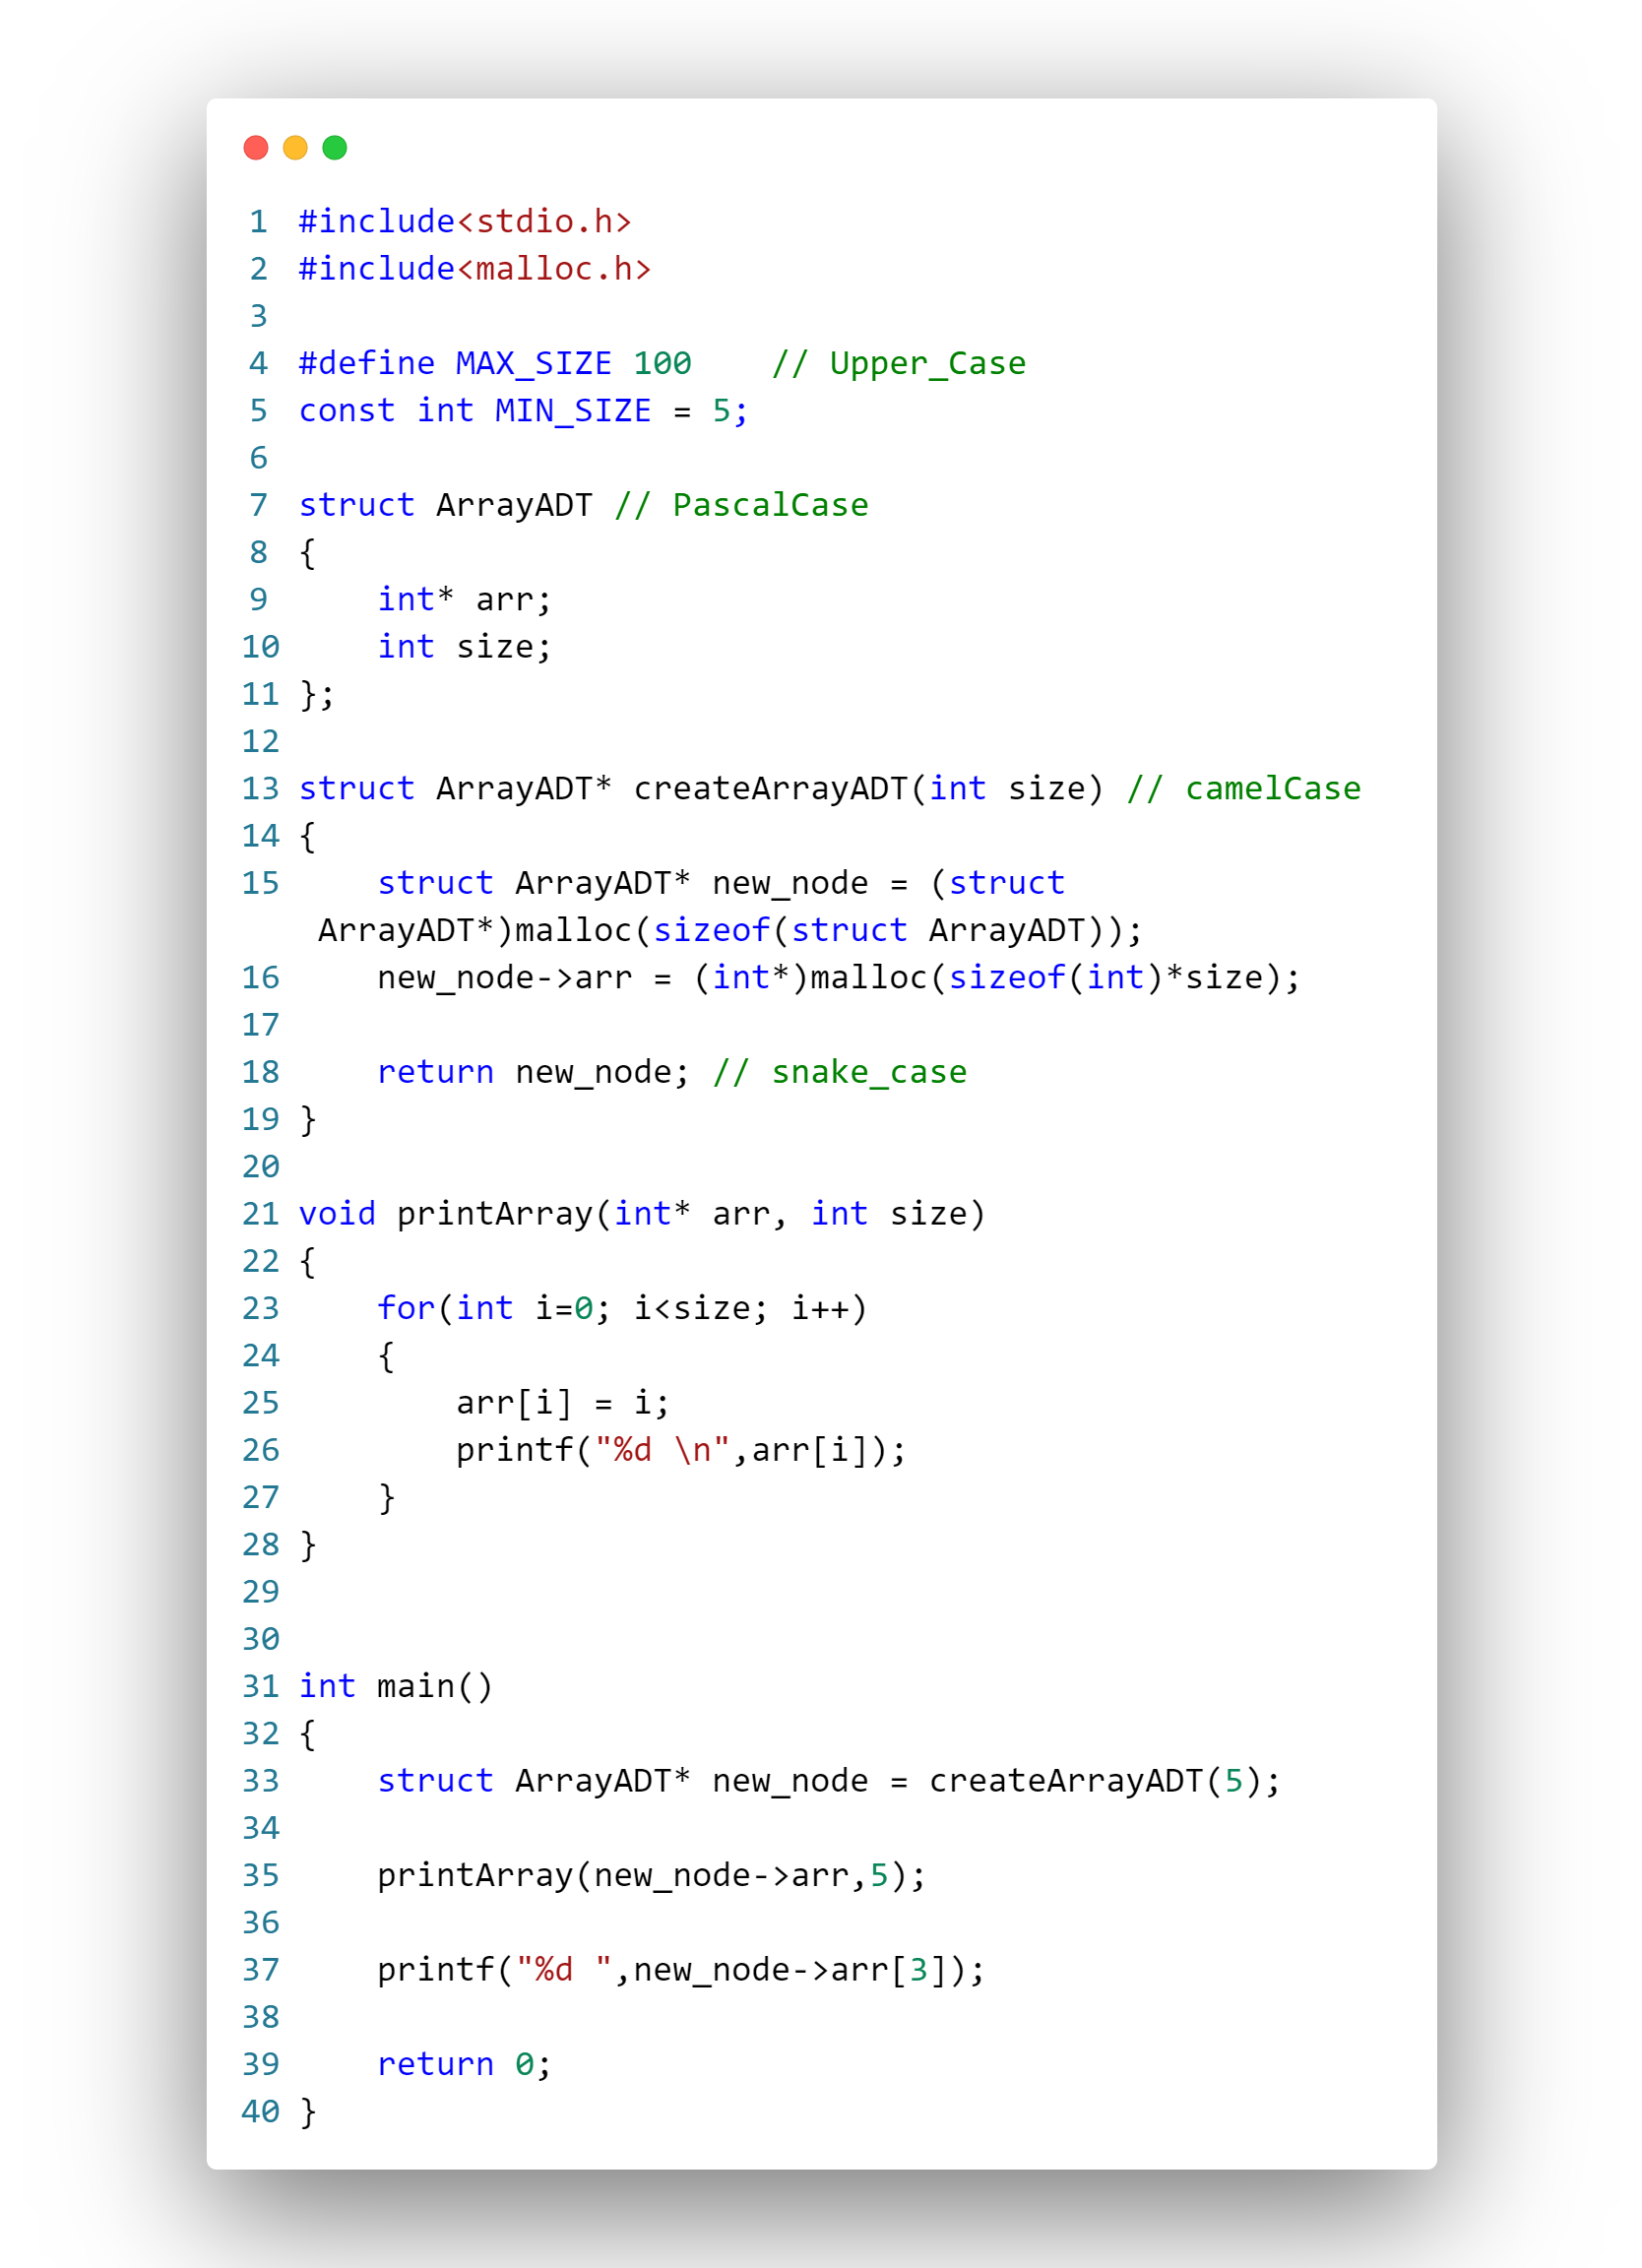 1 #include<stdio.h>
2 #include<malloc.h>
3
4 #define MAX_SIZE 100    // Upper_Case
5 const int MIN_SIZE = 5;
6
7 struct ArrayADT // PascalCase
8 {
9     int* arr;
10     int size;
11 };
12
13 struct ArrayADT* createArrayADT(int size) // camelCase
14 {
15     struct ArrayADT* new_node = (struct
 ArrayADT*)malloc(sizeof(struct ArrayADT));
16     new_node->arr = (int*)malloc(sizeof(int)*size);
17
18     return new_node; // snake_case
19 }
20
21 void printArray(int* arr, int size)
22 {
23     for(int i=0; i<size; i++)
24     {
25         arr[i] = i;
26         printf("%d \n",arr[i]);
27     }
28 }
29
30
31 int main()
32 {
33     struct ArrayADT* new_node = createArrayADT(5);
34
35     printArray(new_node->arr,5);
36
37     printf("%d ",new_node->arr[3]);
38
39     return 0;
40 }